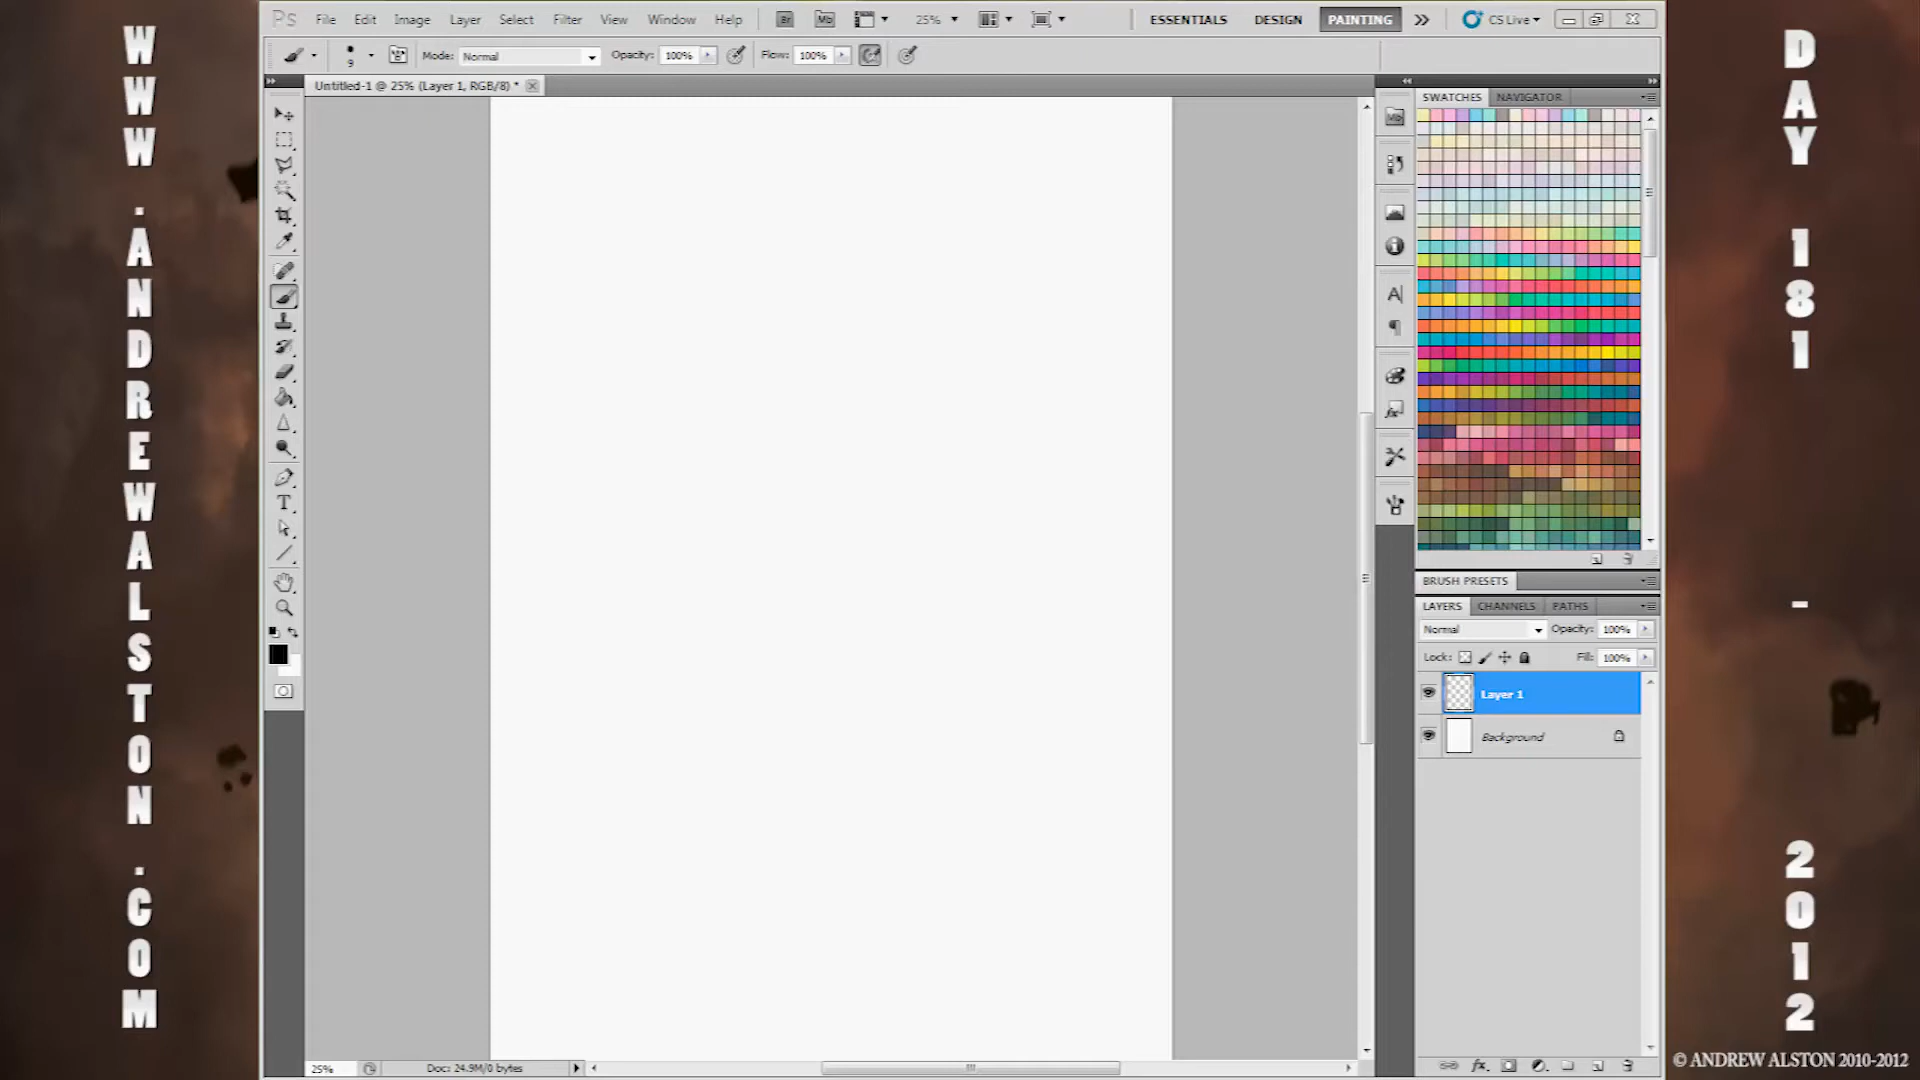 WWW.ANDREWALSTON.COM
Ps File Edit Image Layer Select Filter View Window Help Br Mb 25% ESSENTIALS DESIGN PAINTING CS Live
9 Mode: Normal Opacity: 100% Flow: 100%
Untitled-1 @ 25% (Layer 1, RGB/8) *
SWATCHES NAVIGATOR
BRUSH PRESETS
LAYERS CHANNELS PATHS
Normal Opacity: 100%
Lock: Fill: 100%
Layer 1
Background
25% Doc: 24.9M/0 bytes
DAY 181 - 2012
© ANDREW ALSTON 2010-2012